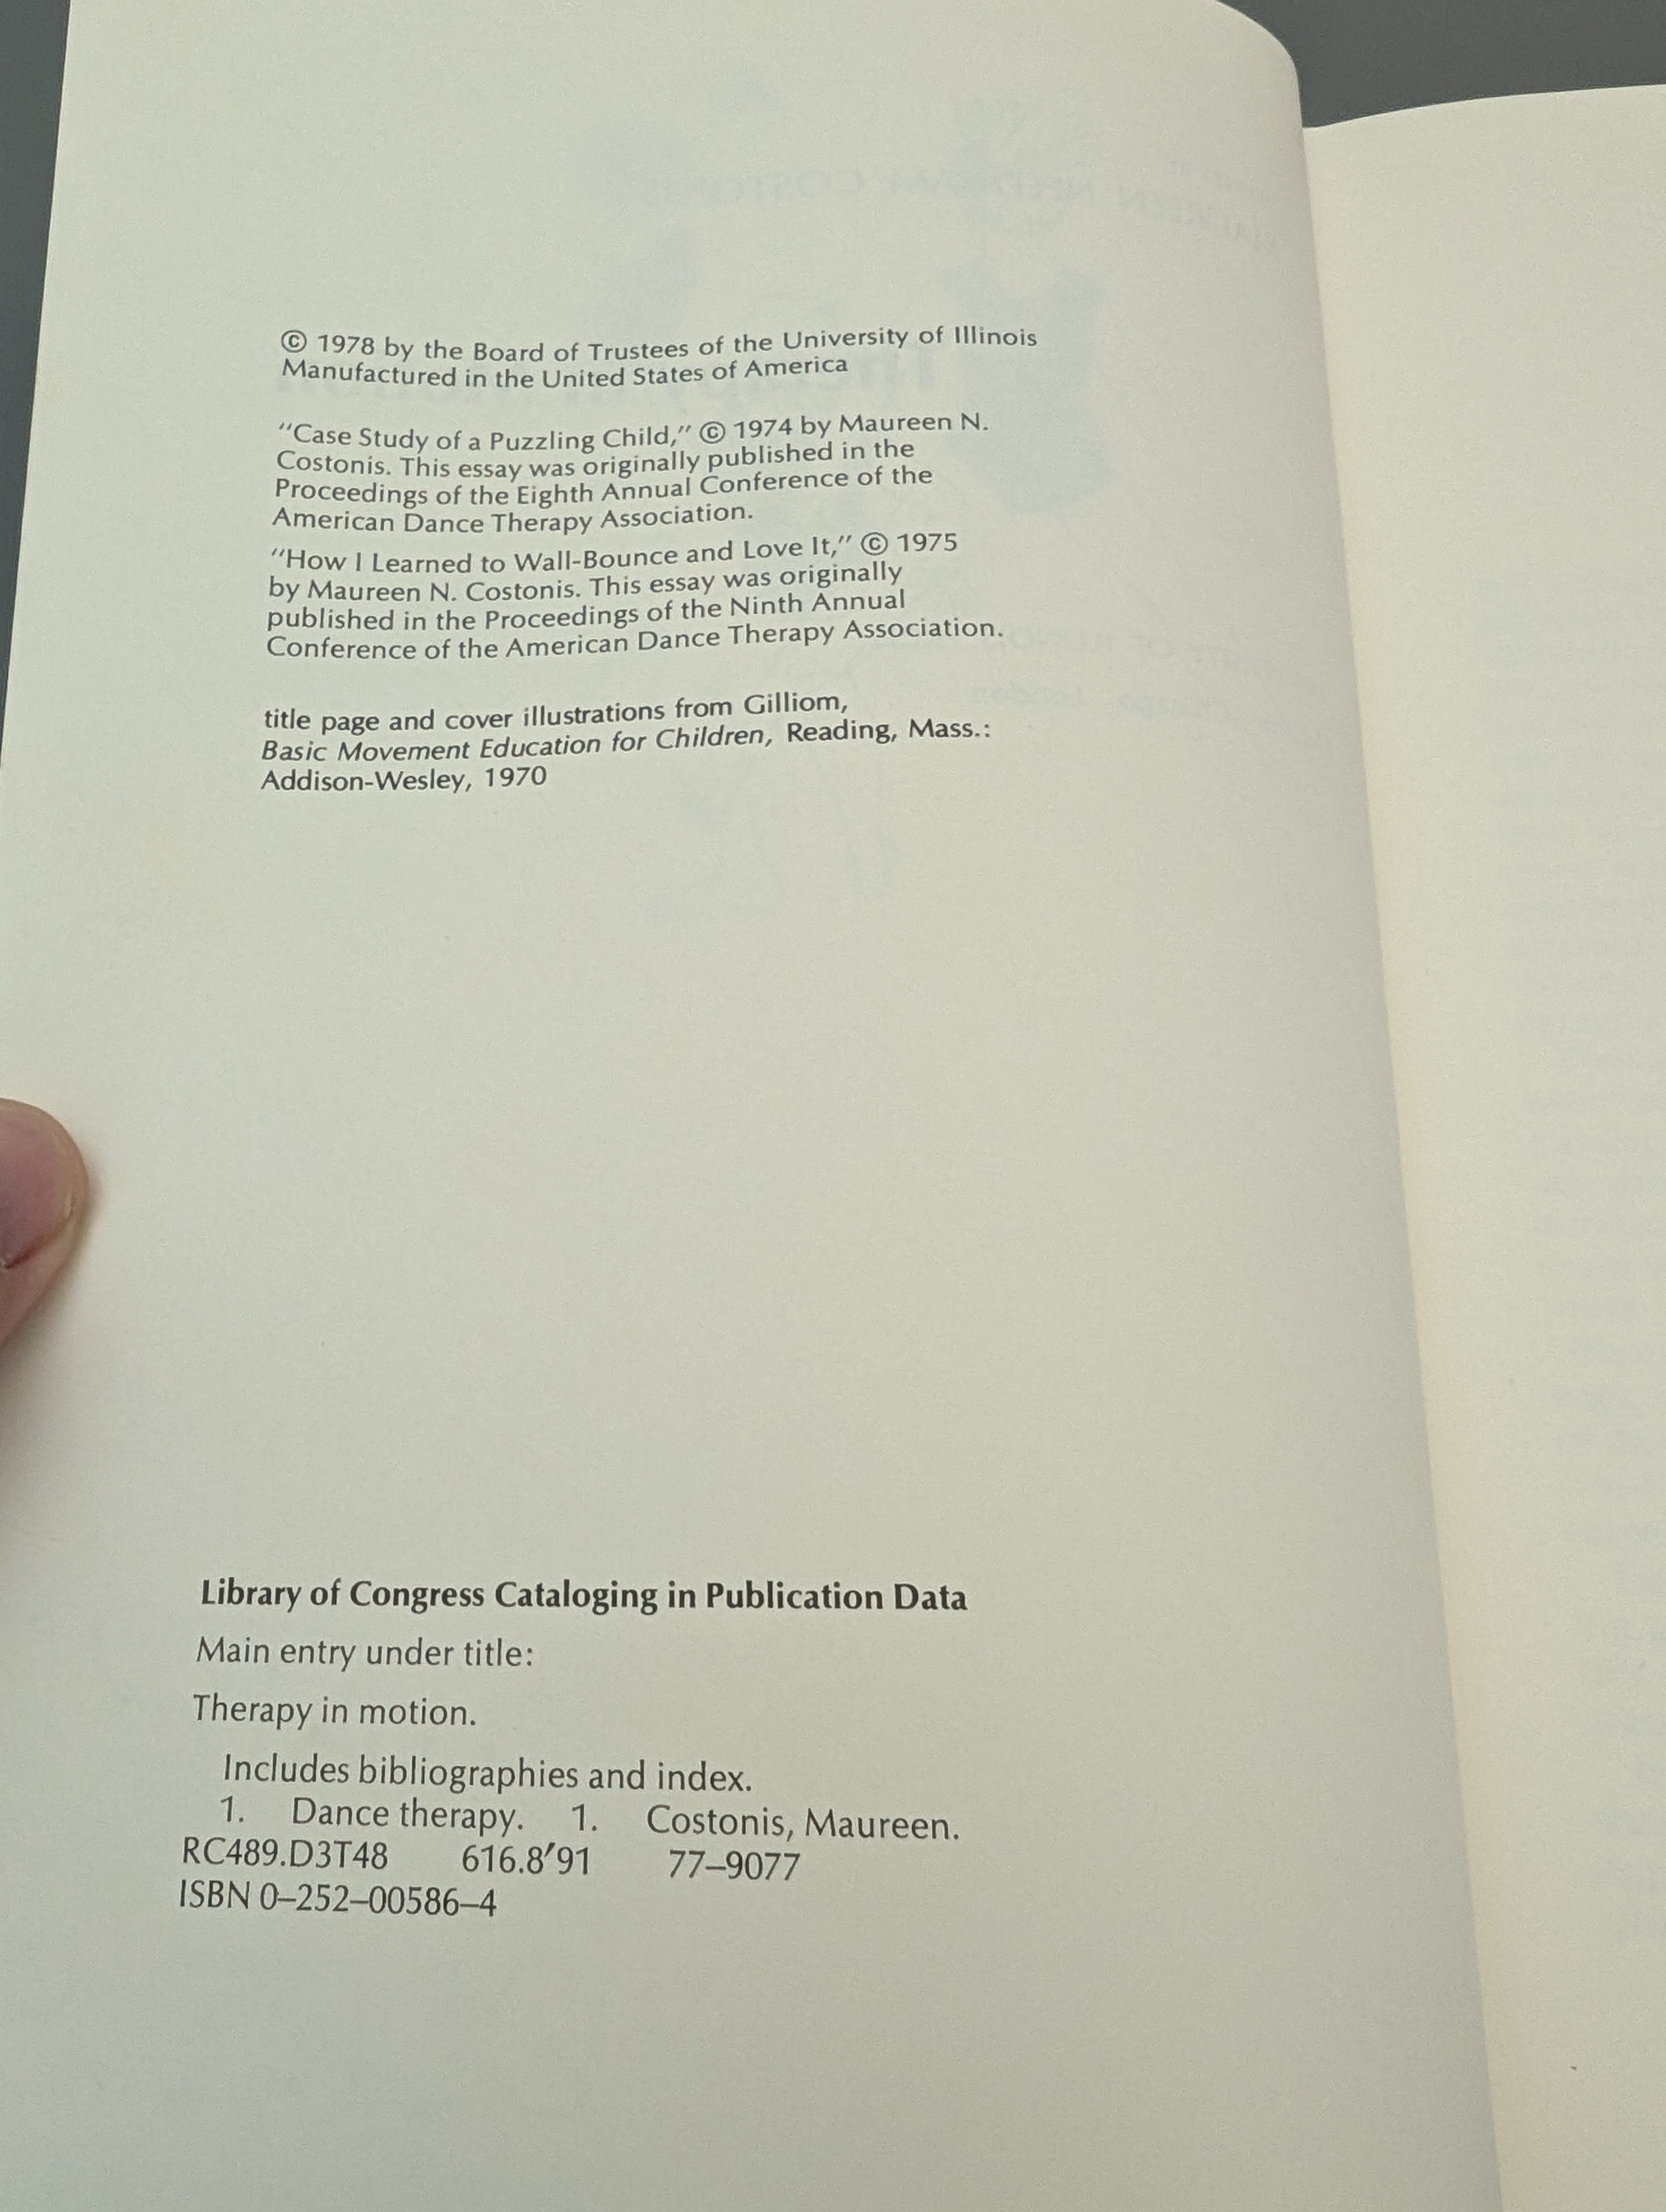 © 1978 by the Board of Trustees of the University of Illinois
Manufactured in the United States of America
“Case Study of a Puzzling Child,” © 1974 by Maureen N.
Costonis. This essay was originally published in the
Proceedings of the Eighth Annual Conference of the
American Dance Therapy Association.
“How I Learned to Wall-Bounce and Love It,” © 1975
by Maureen N. Costonis. This essay was originally
published in the Proceedings of the Ninth Annual
Conference of the American Dance Therapy Association.
title page and cover illustrations from Gilliom,
Basic Movement Education for Children, Reading, Mass.:
Addison-Wesley, 1970
Library of Congress Cataloging in Publication Data
Main entry under title:
Therapy in motion.
Includes bibliographies and index.
1. Dance therapy. 1. Costonis, Maureen.
RC489.D3T48 616.8′91 77–9077
ISBN 0–252–00586–4